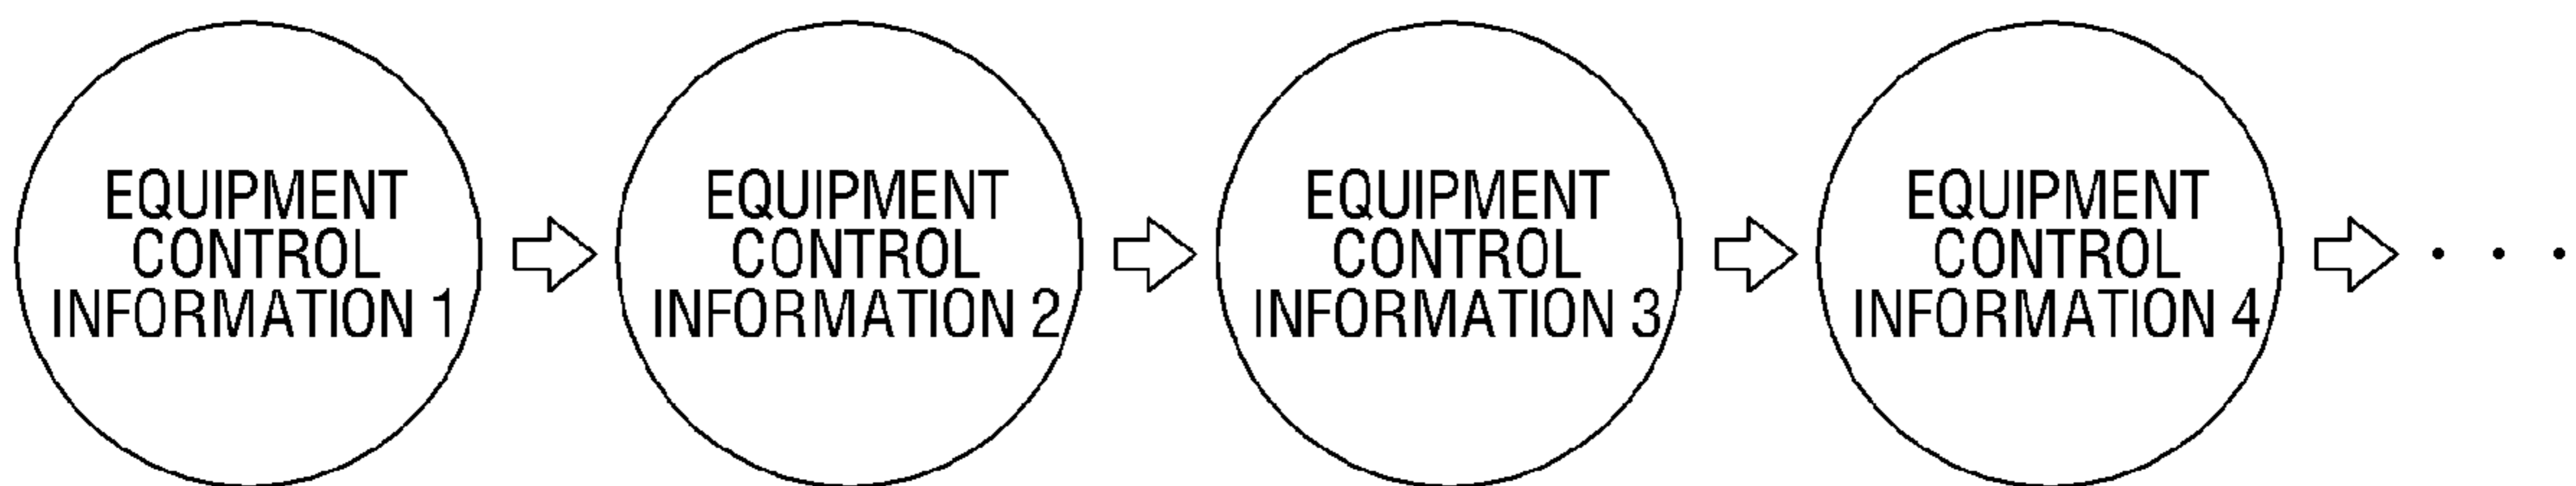 EQUIPMENT
CONTROL
INFORMATION 1
EQUIPMENT
CONTROL
INFORMATION 2
EQUIPMENT
CONTROL
INFORMATION 3
EQUIPMENT
CONTROL
INFORMATION 4
. . .